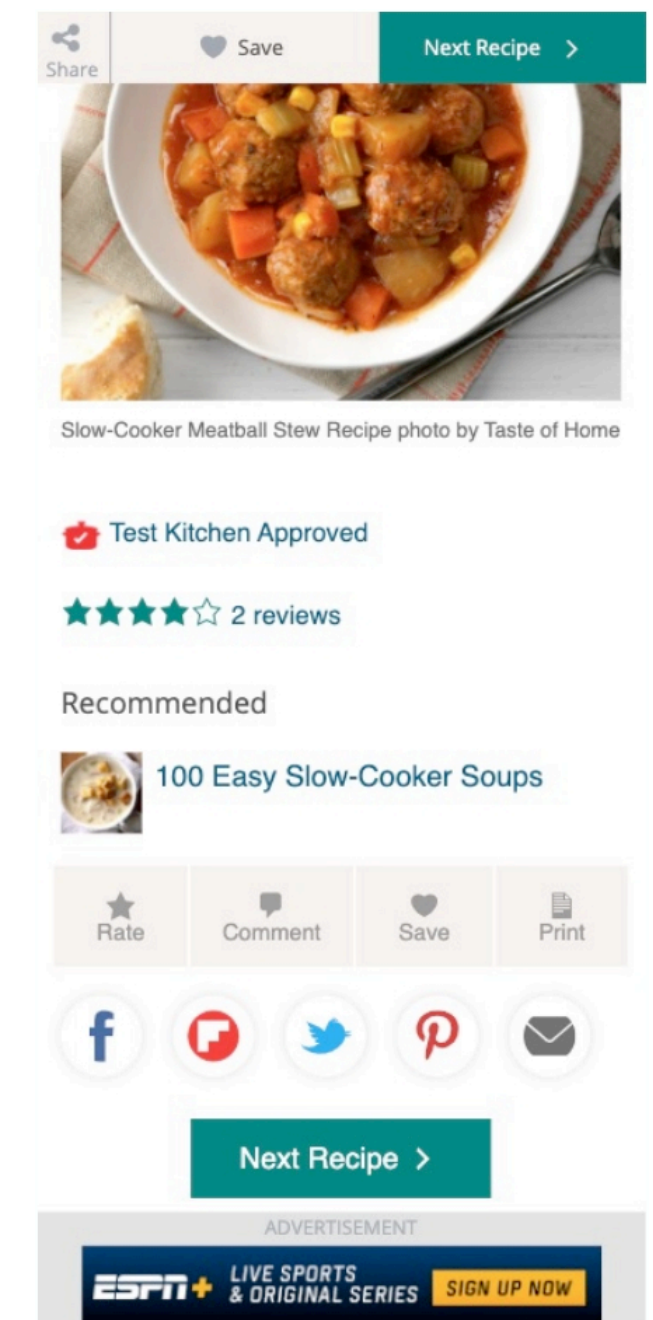 Share
Save
Next Recipe >
Slow-Cooker Meatball Stew Recipe photo by Taste of Home
Test Kitchen Approved
2 reviews
Recommended
100 Easy Slow-Cooker Soups
Rate
Comment
Save
Print
Next Recipe >
ADVERTISEMENT
ESPN+
LIVE SPORTS
& ORIGINAL SERIES
SIGN UP NOW